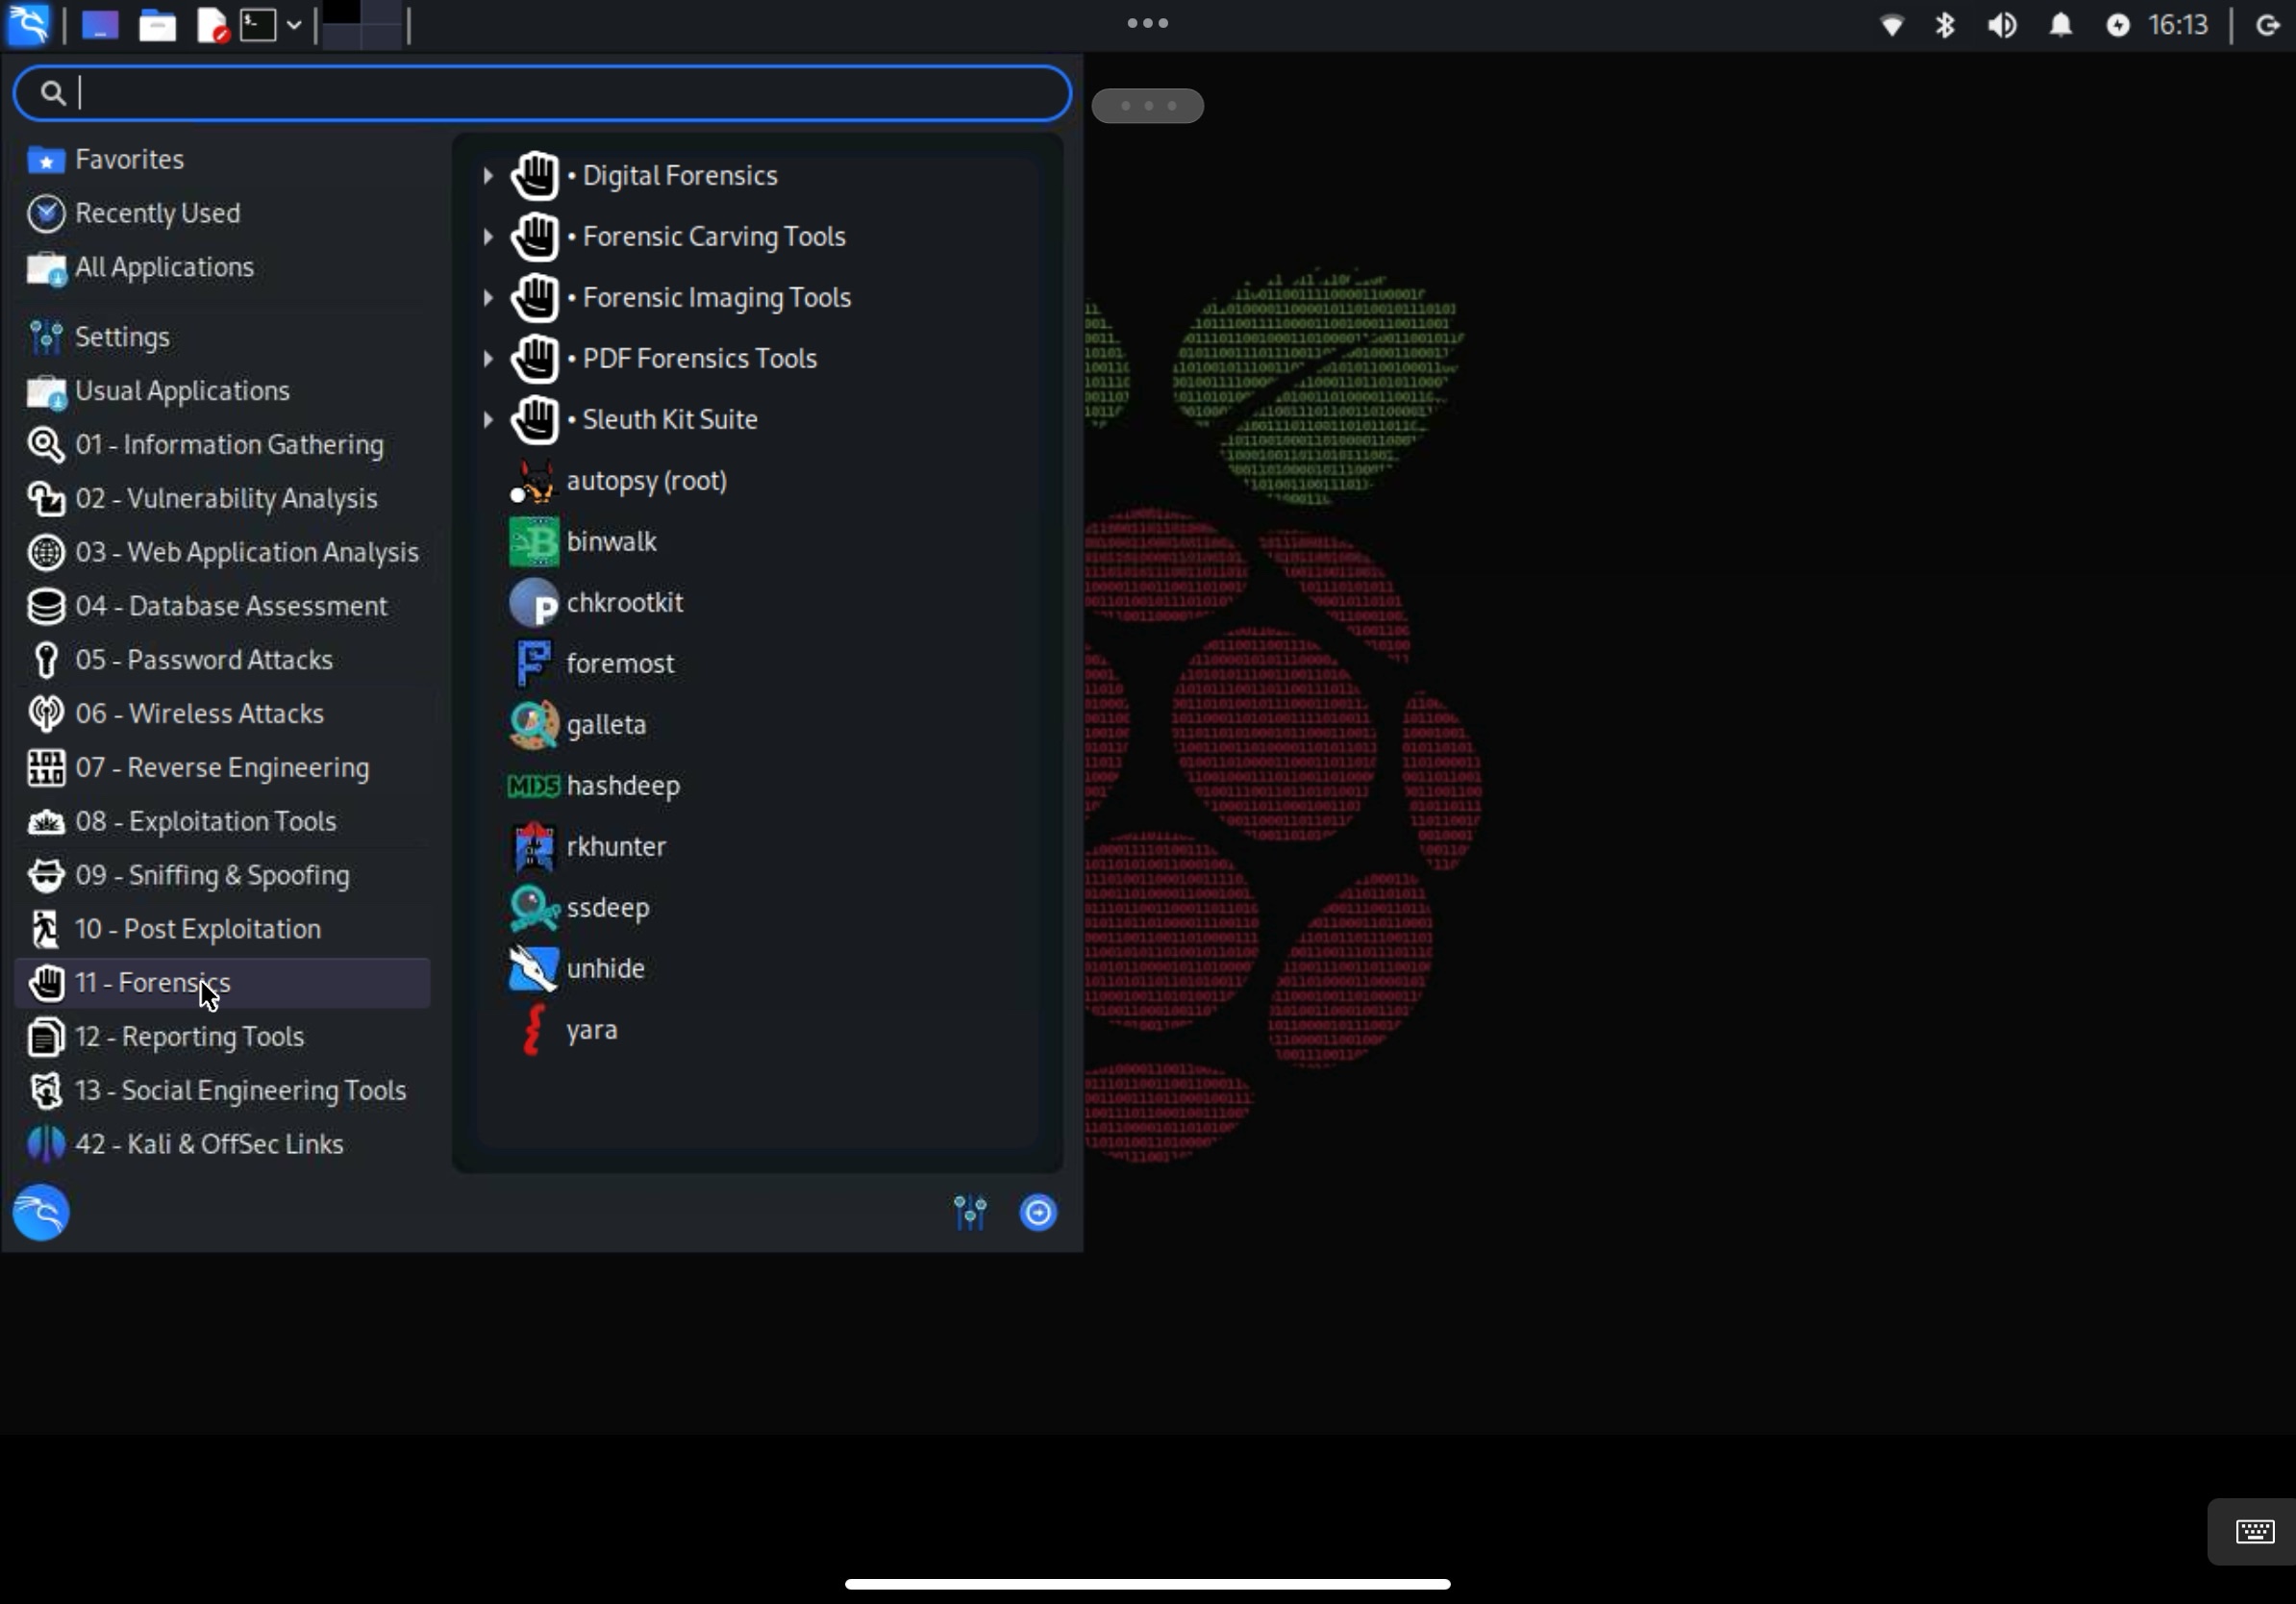 16:13
Favorites
Recently Used
All Applications
Settings
Usual Applications
01 - Information Gathering
02 - Vulnerability Analysis
03 - Web Application Analysis
04 - Database Assessment
05 - Password Attacks
06 - Wireless Attacks
07 - Reverse Engineering
08 - Exploitation Tools
09 - Sniffing & Spoofing
10 - Post Exploitation
11 - Forensics
12 - Reporting Tools
13 - Social Engineering Tools
42 - Kali & OffSec Links
• Digital Forensics
• Forensic Carving Tools
• Forensic Imaging Tools
• PDF Forensics Tools
• Sleuth Kit Suite
autopsy (root)
binwalk
chkrootkit
foremost
galleta
MD5 hashdeep
rkhunter
ssdeep
unhide
yara